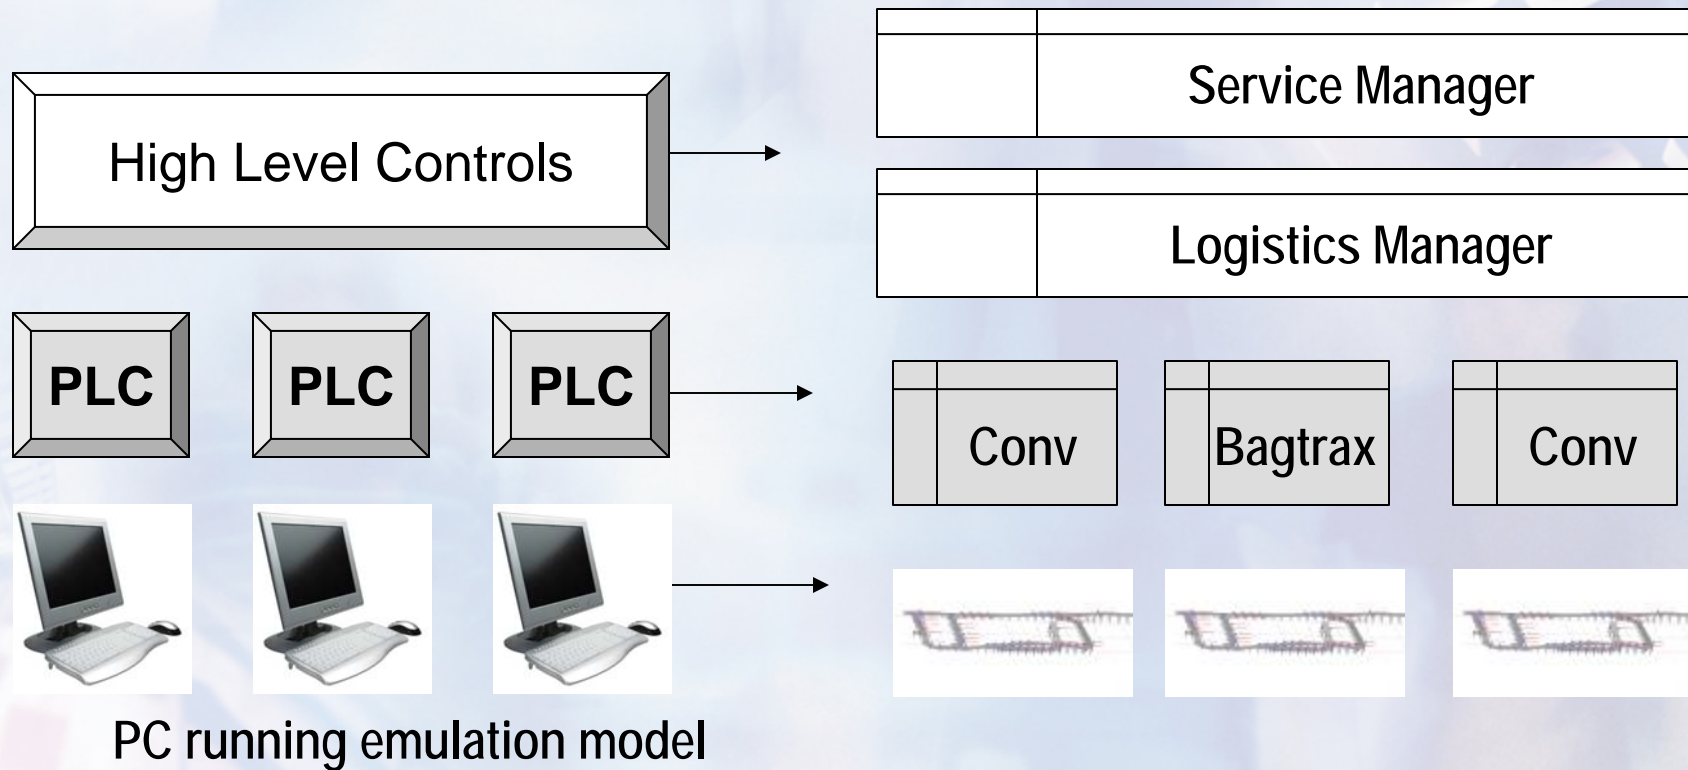 High Level Controls
Service Manager
Logistics Manager
PLC PLC PLC
Conv Bagtrax Conv
PC running emulation model